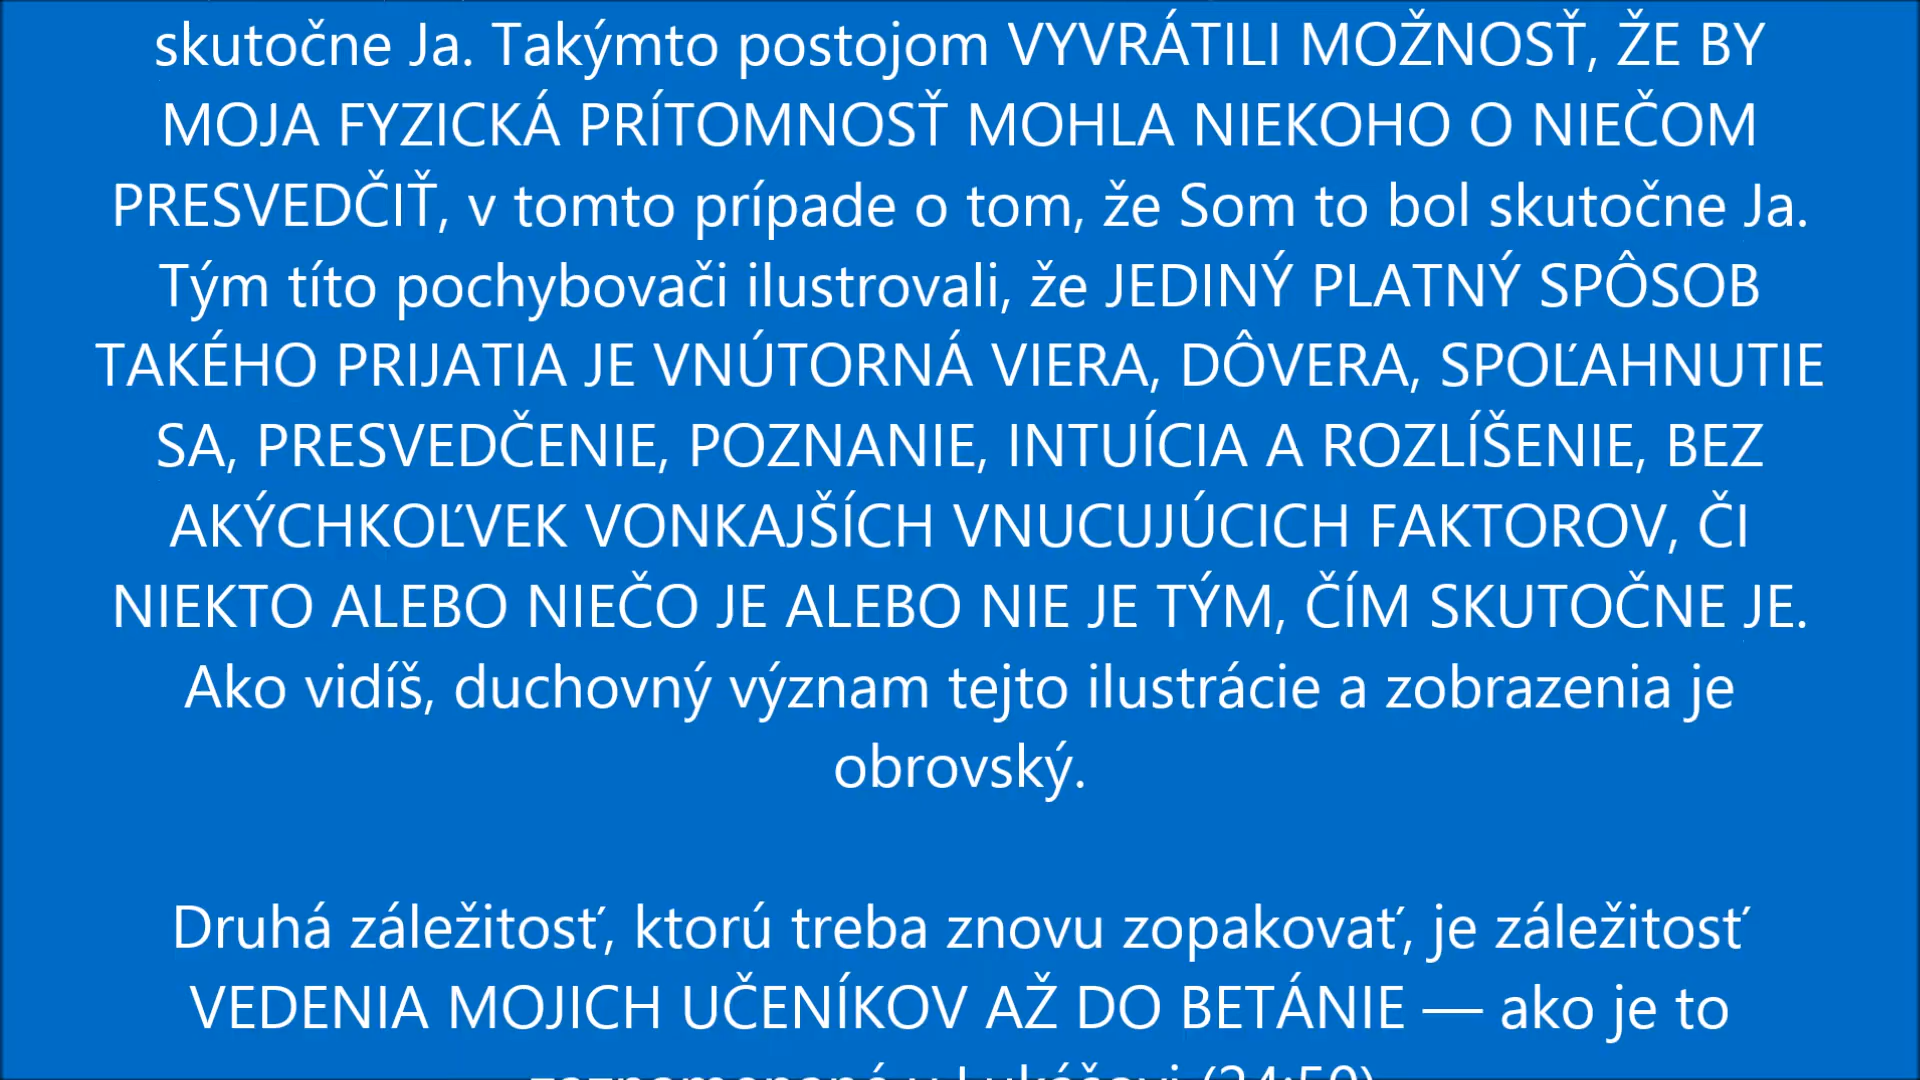 skutočne Ja. Takýmto postojom VYVRÁTILI MOŽNOSŤ, ŽE BY
MOJA FYZICKÁ PRÍTOMNOSŤ MOHLA NIEKOHO O NIEČOM
PRESVEDČIŤ, v tomto prípade o tom, že Som to bol skutočne Ja.
Tým títo pochybovači ilustrovali, že JEDINÝ PLATNÝ SPÔSOB
TAKÉHO PRIJATIA JE VNÚTORNÁ VIERA, DÔVERA, SPOĽAHNUTIE
SA, PRESVEDČENIE, POZNANIE, INTUÍCIA A ROZLÍŠENIE, BEZ
AKÝCHKOĽVEK VONKAJŠÍCH VNUCUJÚCICH FAKTOROV, ČI
NIEKTO ALEBO NIEČO JE ALEBO NIE JE TÝM, ČÍM SKUTOČNE JE.
Ako vidíš, duchovný význam tejto ilustrácie a zobrazenia je
obrovský.
Druhá záležitosť, ktorú treba znovu zopakovať, je záležitosť
VEDENIA MOJICH UČENÍKOV AŽ DO BETÁNIE — ako je to
zaznamenané u Lukášovi (24:50)